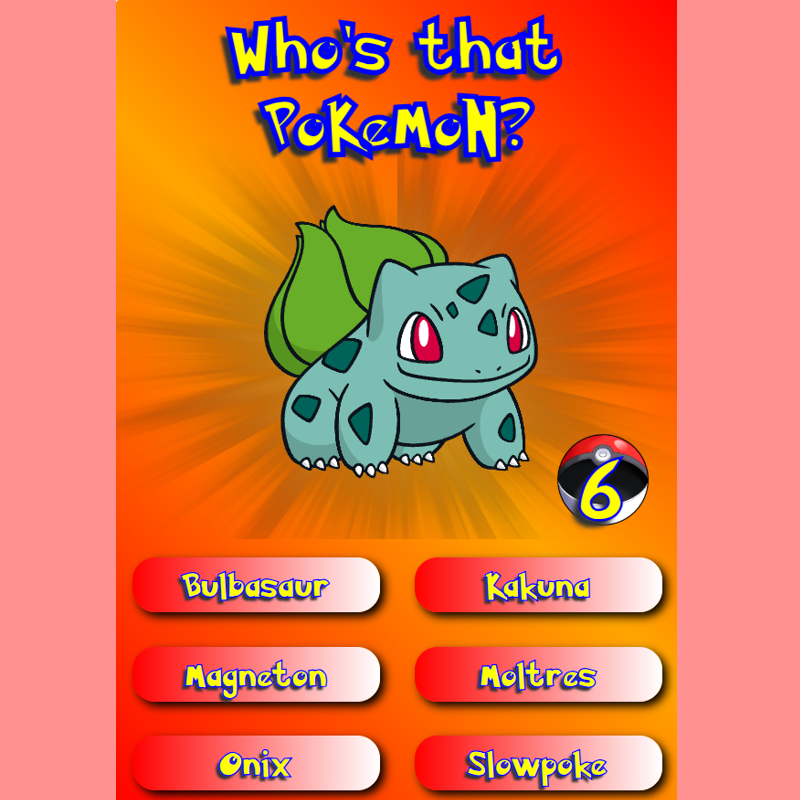 Who's that
Pokemon?
6
Bulbasaur
Kakuna
Magneton
Moltres
Onix
Slowpoke